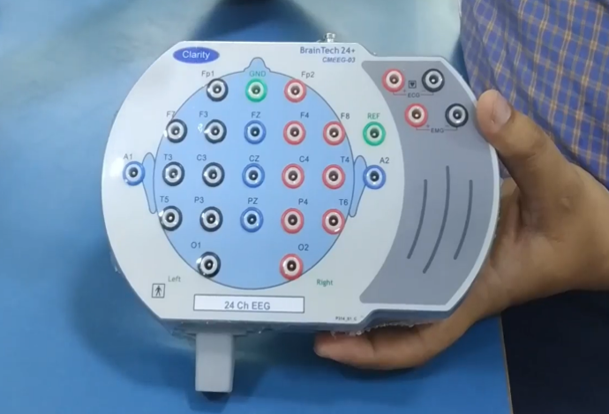 Clarity
BrainTech 24+
CMEEG-03
Fp1 GND Fp2
ECG
F7 F3 FZ F4 F8 REF
EMG
A1 T3 C3 CZ C4 T4 A2
T5 P3 PZ P4 T6
O1 O2
Left Right
24 Ch EEG